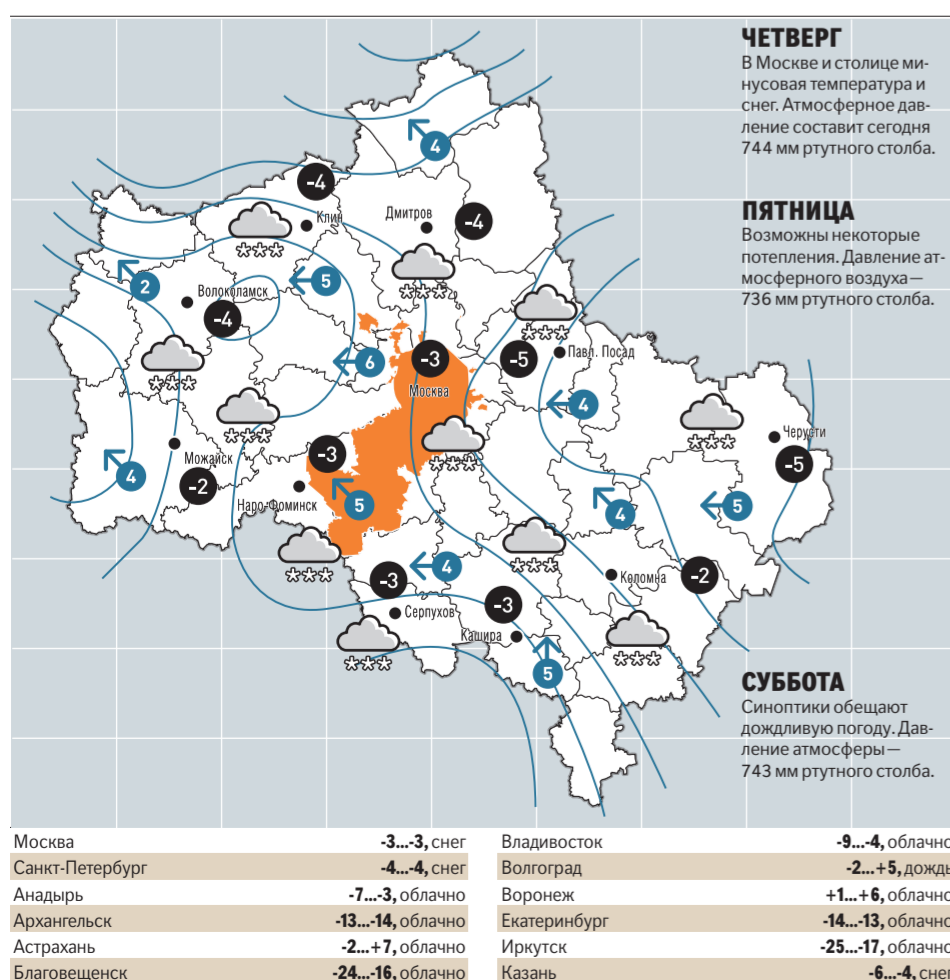 ЧЕТВЕРГ
В Москве и столице ми-
нусовая температура и
снег. Атмосферное дав-
ление составит сегодня
744 мм ртутного столба.
ПЯТНИЦА
Возможны некоторые
потепления. Давление ат-
мосферного воздуха—
736 мм ртутного столба.
СУББОТА
Синоптики обещают
дождливую погоду. Дав-
ление атмосферы—
743 мм ртутного столба.
4
-4
Клин
Дмитров
-4
2
5
Волоколамск
-4
6
-3
Москва
-5
Павл. Посад
4
Черусти
-5
Можайск
-2
4
-3
Наро-Фоминск
5
4
5
-3
4
Коломна
-2
Серпухов
-3
Кашира
5
Москва -3...-3, снег
Санкт-Петербург -4...-4, снег
Анадырь -7...-3, облачно
Архангельск -13...-14, облачно
Астрахань -2...+7, облачно
Благовещенск -24...-16, облачно
Владивосток -9...-4, облачно
Волгоград -2...+5, дождь
Воронеж +1...+6, облачно
Екатеринбург -14...-13, облачно
Иркутск -25...-17, облачно
Казань -6...-4, снег